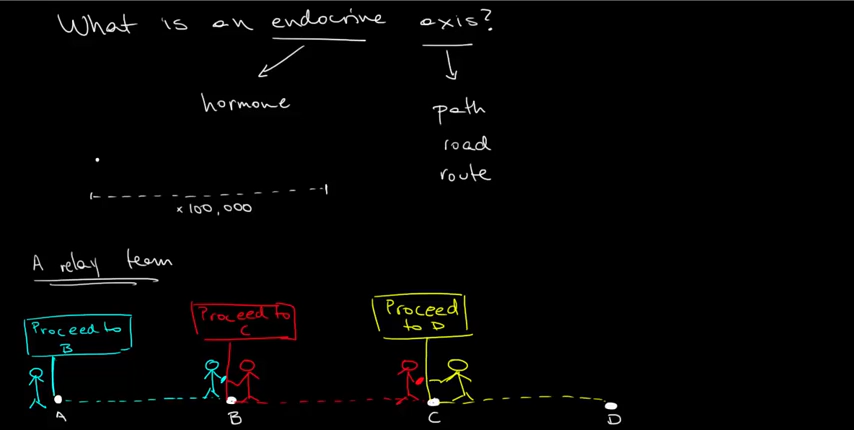 What is an endocrine axis?
hormone
path
road
route
×100,000
A relay team
Proceed to
B
Proceed to
C
Proceed
to D
A
B
C
D